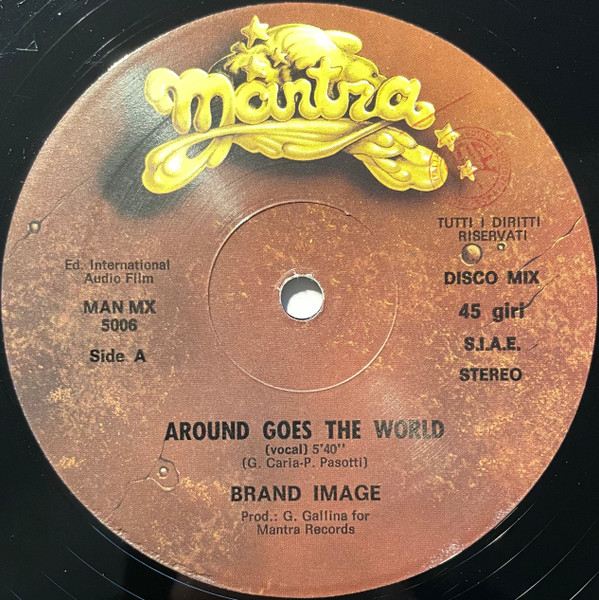 mantra
TUTTI I DIRITTI
RISERVATI
Ed. International
Audio Film
MAN MX
5006
Side A
DISCO MIX
45 giri
S.I.A.E.
STEREO
AROUND GOES THE WORLD
(vocal) 5'40''
(G. Caria-P. Pasotti)
BRAND IMAGE
Prod.: G. Gallina for
Mantra Records